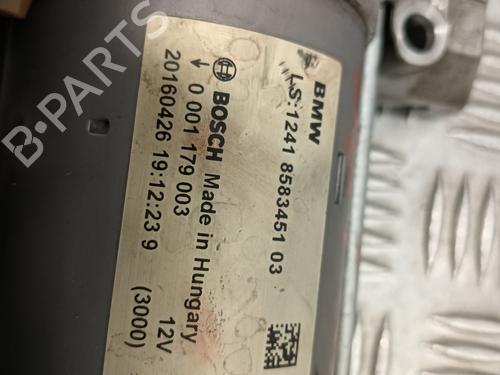 BMW
LS:1241 8583451 03
BOSCH Made in Hungary
0 001 179 003 12V
20160426 19:12:23 9 (3000)
B-PARTS